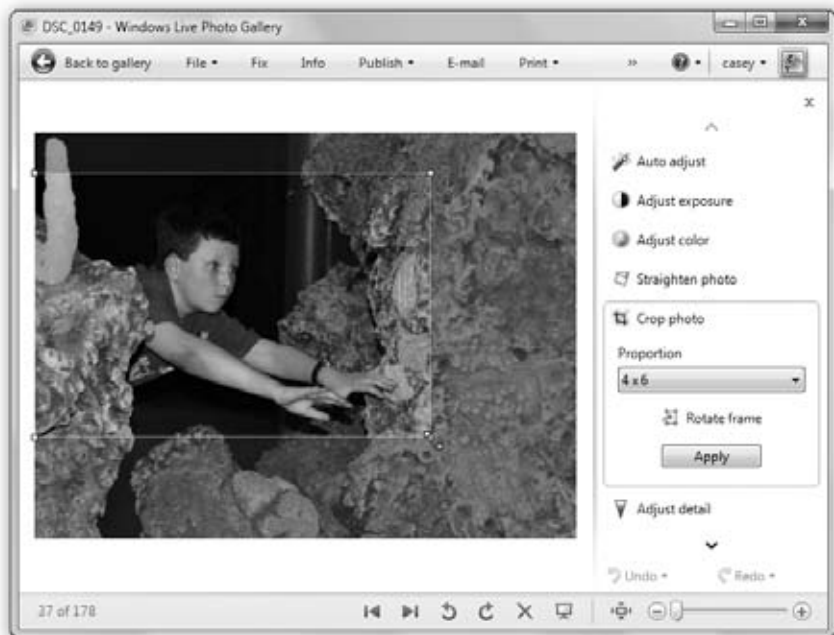 DSC_0149 - Windows Live Photo Gallery
Back to gallery File Fix Info Publish E-mail Print » ? casey
x
Auto adjust
Adjust exposure
Adjust color
Straighten photo
Crop photo
Proportion
4 x 6
Rotate frame
Apply
Adjust detail
Undo Redo
37 of 178